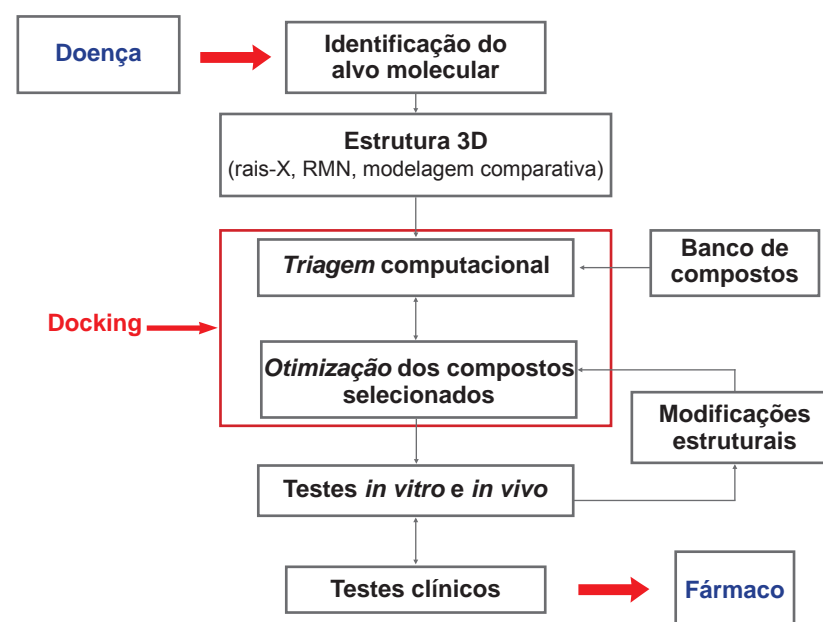 Doença
Identificação do
alvo molecular
Estrutura 3D
(rais-X, RMN, modelagem comparativa)
Triagem computacional
Banco de
compostos
Docking
Otimização dos compostos
selecionados
Modificações
estruturais
Testes in vitro e in vivo
Testes clínicos
Fármaco